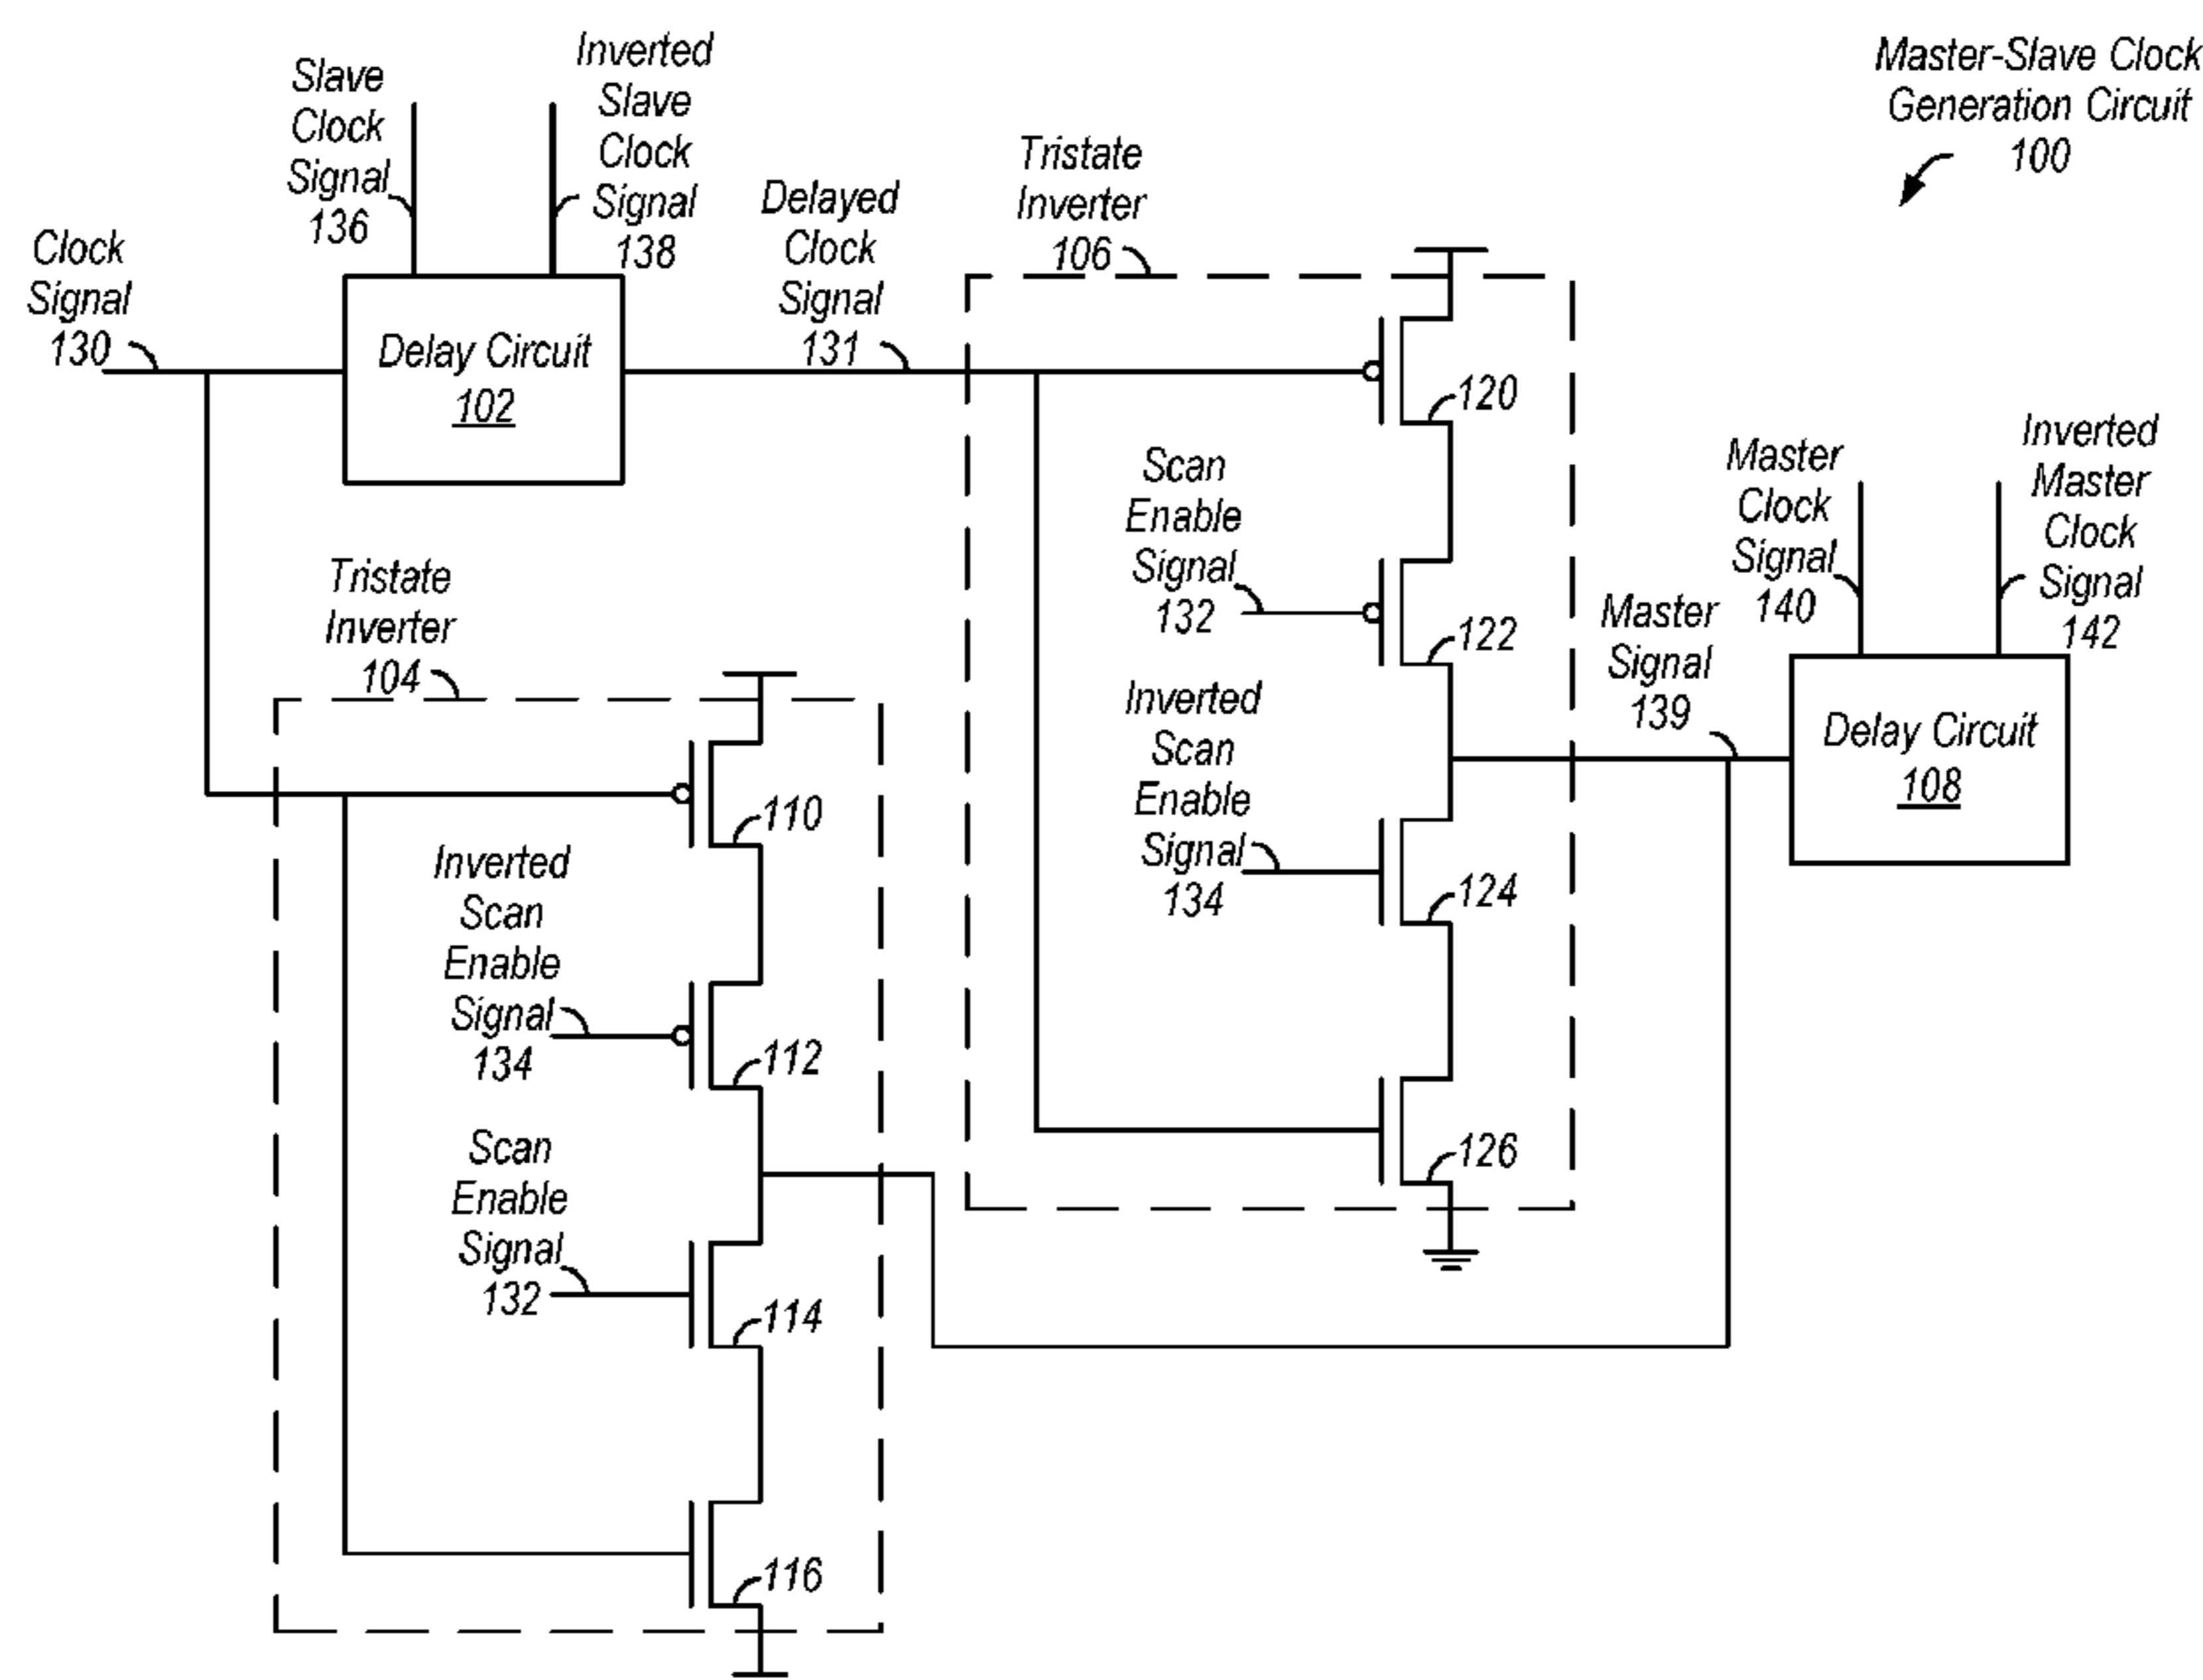 Master-Slave Clock
Generation Circuit
100
Slave
Clock
Signal
136
Inverted
Slave
Clock
Signal
138
Clock
Signal
130
Delay Circuit
102
Delayed
Clock
Signal
131
Tristate
Inverter
106
120
Scan
Enable
Signal
132
122
Inverted
Scan
Enable
Signal
134
124
126
Master
Signal
139
Master
Clock
Signal
140
Inverted
Master
Clock
Signal
142
Delay Circuit
108
Tristate
Inverter
104
110
Inverted
Scan
Enable
Signal
134
112
Scan
Enable
Signal
132
114
116